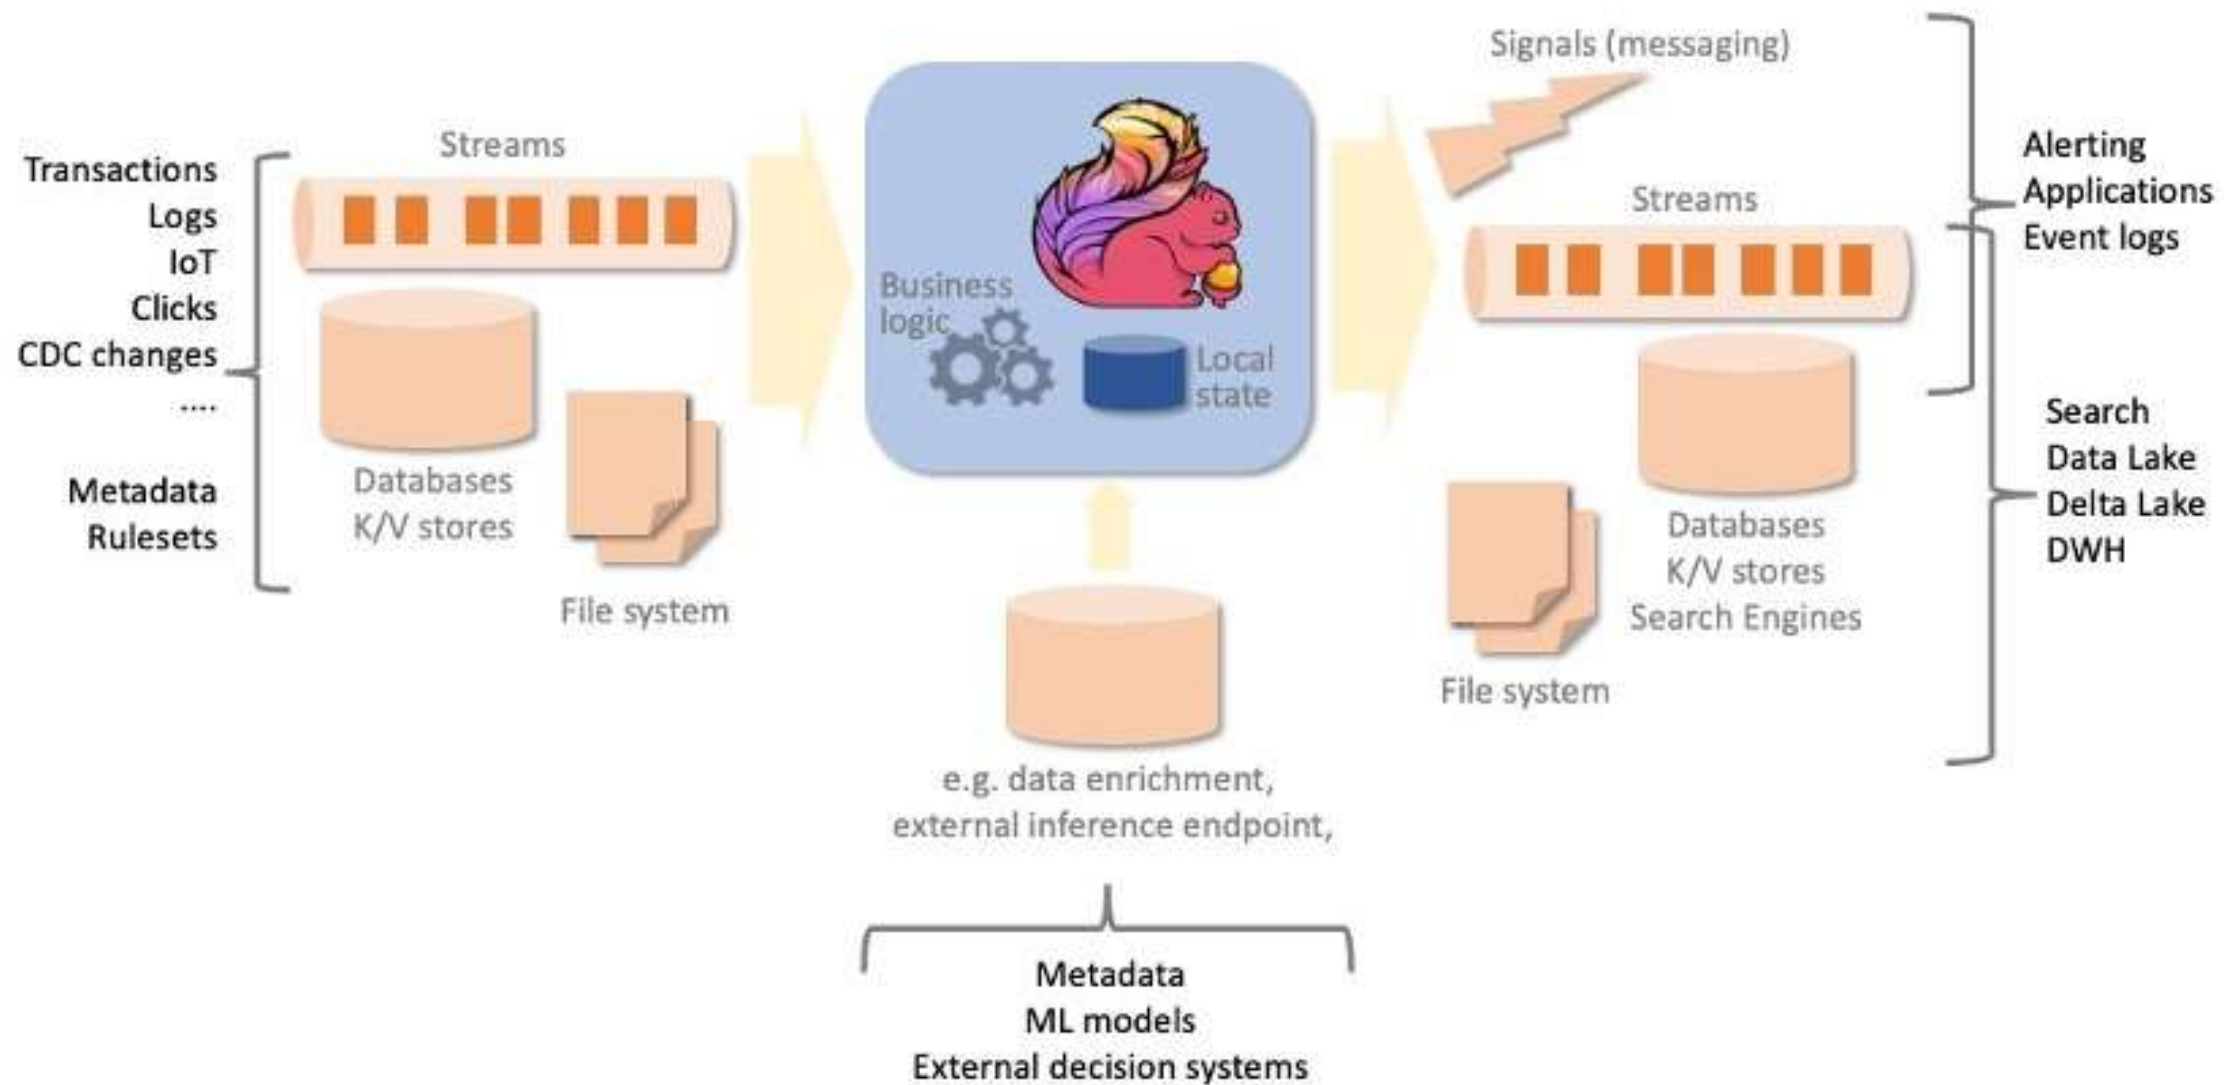 Transactions
Logs
IoT
Clicks
CDC changes
....
Metadata
Rulesets
Streams
Databases
K/V stores
File system
Business
logic
Local
state
e.g. data enrichment,
external inference endpoint,
Metadata
ML models
External decision systems
Signals (messaging)
Streams
Databases
K/V stores
Search Engines
File system
Alerting
Applications
Event logs
Search
Data Lake
Delta Lake
DWH